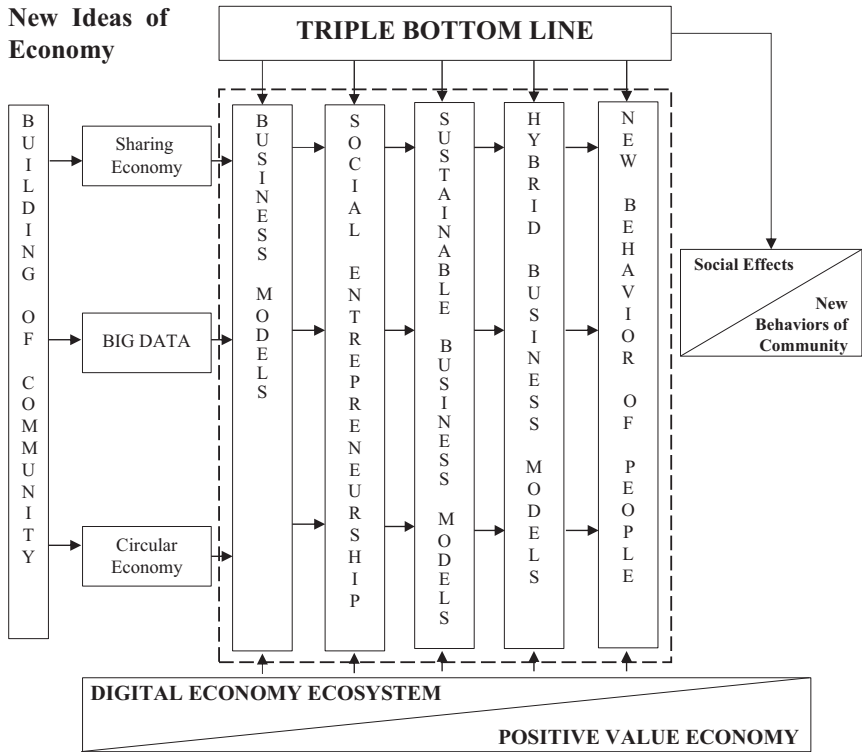 New Ideas of
Economy
TRIPLE BOTTOM LINE
BUILDING OF COMMUNITY
Sharing
Economy
BIG DATA
Circular
Economy
BUSINESS MODELS
SOCIAL ENTREPRENEURSHIP
SUSTAINABLE BUSINESS MODELS
HYBRID BUSINESS MODELS
NEW BEHAVIOR OF PEOPLE
Social Effects
New
Behaviors of
Community
DIGITAL ECONOMY ECOSYSTEM
POSITIVE VALUE ECONOMY